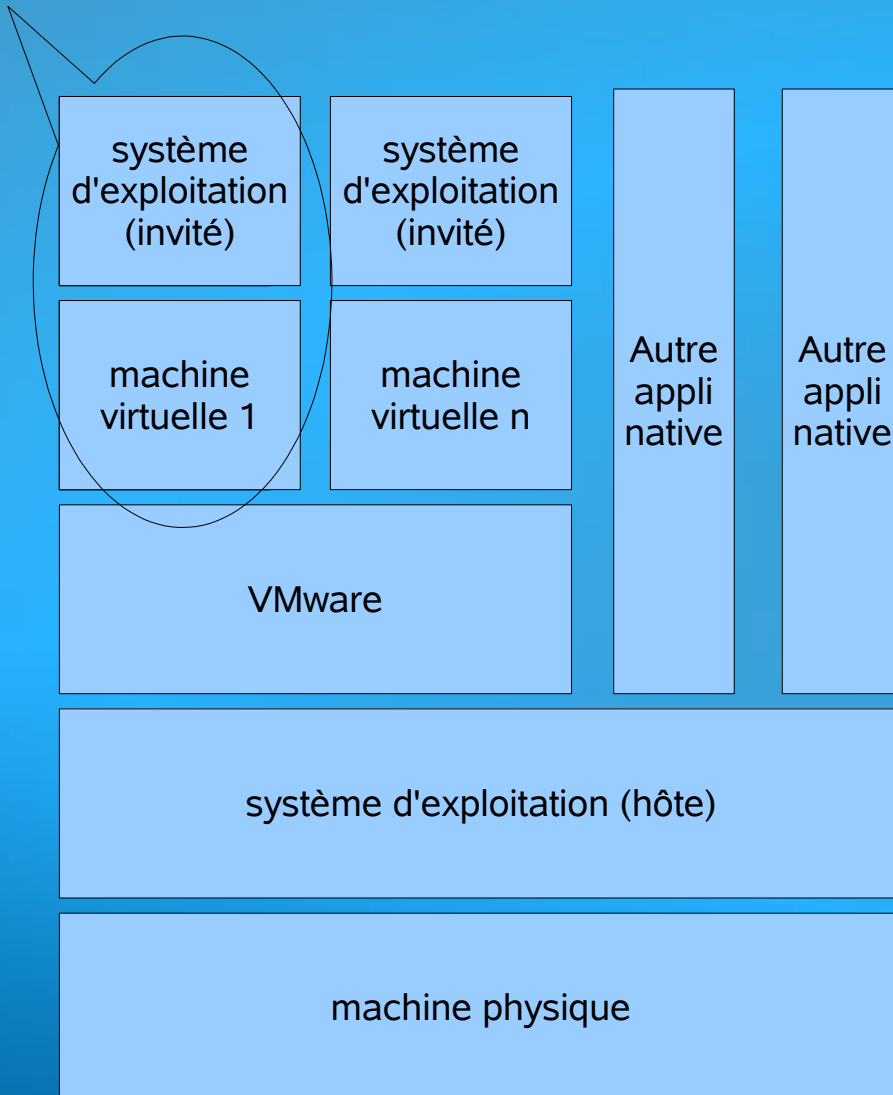 système
d'exploitation
(invité)
système
d'exploitation
(invité)
machine
virtuelle 1
machine
virtuelle n
Autre
appli
native
Autre
appli
native
VMware
système d'exploitation (hôte)
machine physique